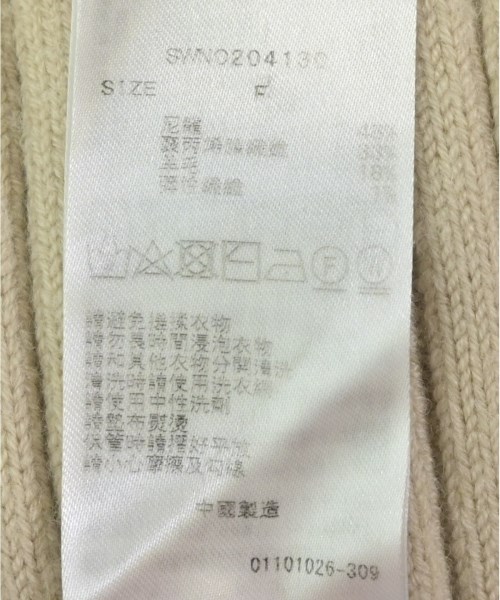 SWNO204130
SIZE F
尼龍 48%
聚丙烯腈纖維 33%
羊毛 18%
彈性纖維 1%
請避免搓揉衣物
請勿長時間浸泡衣物
請和其他衣物分開清洗
清洗時請使用洗衣網
請使用中性洗劑
請墊布熨燙
保管時請摺好平放
請小心摩擦及勾線
中國製造
01101026-309